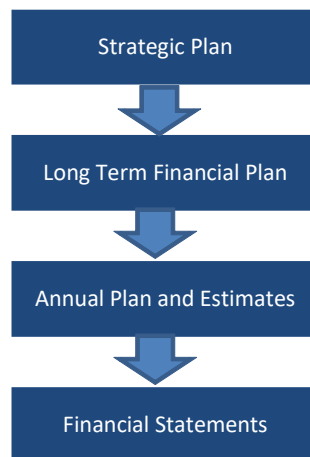 Strategic Plan
Long Term Financial Plan
Annual Plan and Estimates
Financial Statements